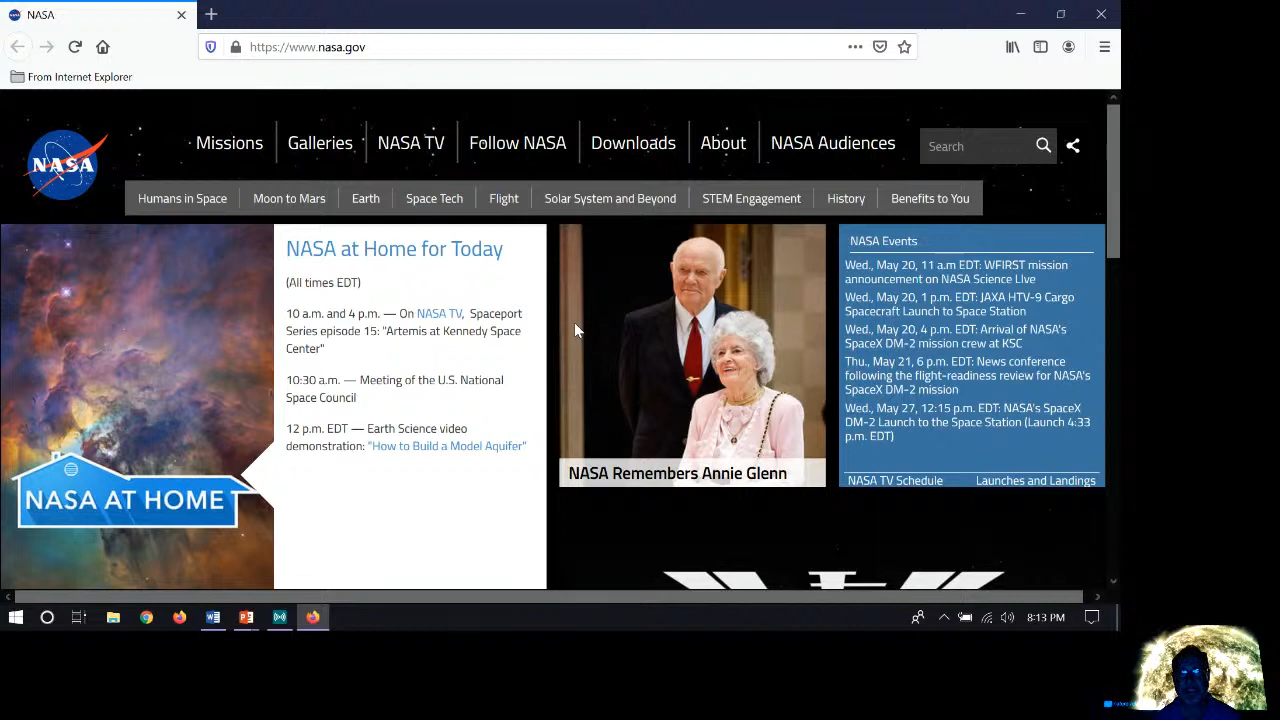 NASA
https://www.nasa.gov
From Internet Explorer
NASA
Missions
Galleries
NASA TV
Follow NASA
Downloads
About
NASA Audiences
Search
Humans in Space
Moon to Mars
Earth
Space Tech
Flight
Solar System and Beyond
STEM Engagement
History
Benefits to You
NASA AT HOME
NASA at Home for Today
(All times EDT)
10 a.m. and 4 p.m. — On NASA TV, Spaceport
Series episode 15: "Artemis at Kennedy Space
Center"
10:30 a.m. — Meeting of the U.S. National
Space Council
12 p.m. EDT — Earth Science video
demonstration: "How to Build a Model Aquifer"
NASA Remembers Annie Glenn
NASA Events
Wed., May 20, 11 a.m EDT: WFIRST mission
announcement on NASA Science LIve
Wed., May 20, 1 p.m. EDT: JAXA HTV-9 Cargo
Spacecraft Launch to Space Station
Wed., May 20, 4 p.m. EDT: Arrival of NASA's
SpaceX DM-2 mission crew at KSC
Thu., May 21, 6 p.m. EDT: News conference
following the flight-readiness review for NASA's
SpaceX DM-2 mission
Wed., May 27, 12:15 p.m. EDT: NASA's SpaceX
DM-2 Launch to the Space Station (Launch 4:33
p.m. EDT)
NASA TV Schedule
Launches and Landings
8:13 PM